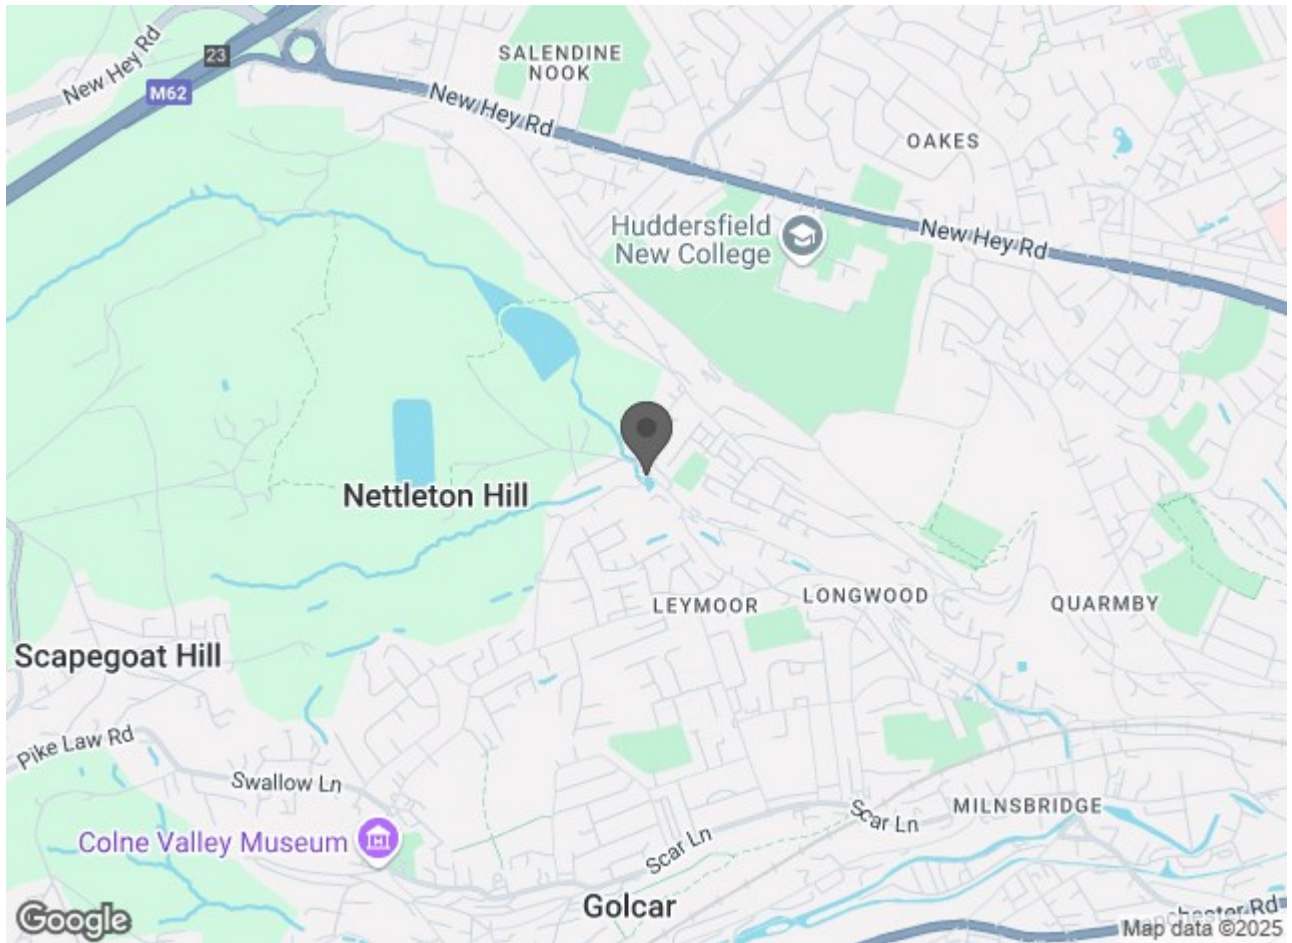 New Hey Rd
23
M62
SALENDINE
NOOK
New Hey Rd
OAKES
Huddersfield
New College
New Hey Rd
Nettleton Hill
LEYMOOR
LONGWOOD
QUARMBY
Scapegoat Hill
Pike Law Rd
Swallow Ln
MILNSBRIDGE
Scar Ln
Colne Valley Museum
Scar Ln
Golcar
Manchester Rd
Google
Map data ©2025